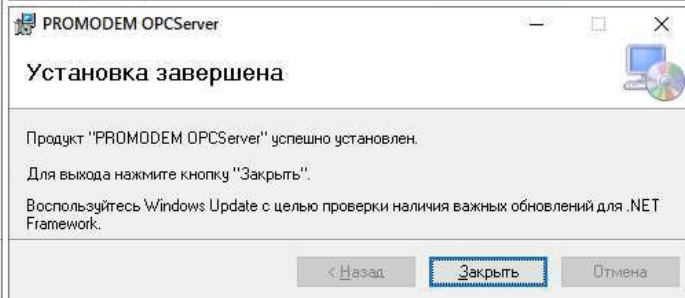 PROMODEM OPCServer
Установка завершена
Продукт "PROMODEM OPCServer" успешно установлен.
Для выхода нажмите кнопку "Закрыть".
Воспользуйтесь Windows Update с целью проверки наличия важных обновлений для .NET
Framework.
< Назад Закрыть Отмена